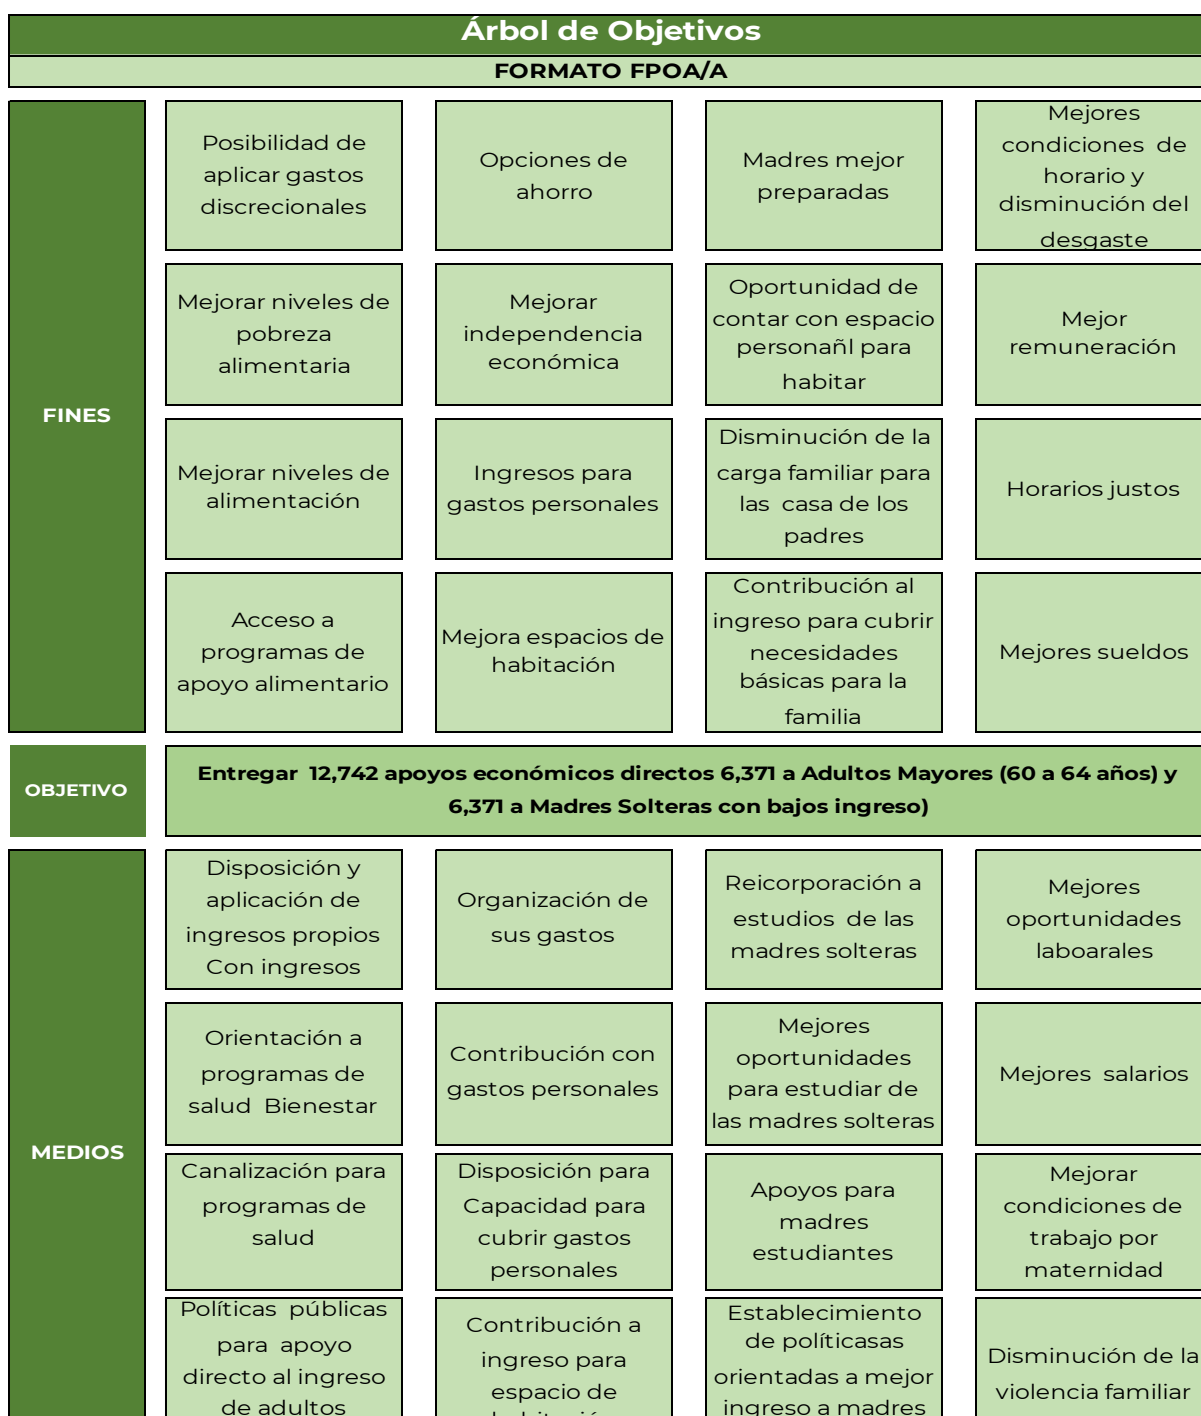 Árbol de Objetivos
FORMATO FPOA/A
FINES
Posibilidad de
aplicar gastos
discrecionales
Opciones de
ahorro
Madres mejor
preparadas
Mejores
condiciones de
horario y
disminución del
desgaste
Mejorar niveles de
pobreza
alimentaria
Mejorar
independencia
económica
Oportunidad de
contar con espacio
personañl para
habitar
Mejor
remuneración
Mejorar niveles de
alimentación
Ingresos para
gastos personales
Disminución de la
carga familiar para
las casa de los
padres
Horarios justos
Acceso a
programas de
apoyo alimentario
Mejora espacios de
habitación
Contribución al
ingreso para cubrir
necesidades
básicas para la
familia
Mejores sueldos
OBJETIVO
Entregar 12,742 apoyos económicos directos 6,371 a Adultos Mayores (60 a 64 años) y
6,371 a Madres Solteras con bajos ingreso)
MEDIOS
Disposición y
aplicación de
ingresos propios
Con ingresos
Organización de
sus gastos
Reicorporación a
estudios de las
madres solteras
Mejores
oportunidades
laboarales
Orientación a
programas de
salud Bienestar
Contribución con
gastos personales
Mejores
oportunidades
para estudiar de
las madres solteras
Mejores salarios
Canalización para
programas de
salud
Disposición para
Capacidad para
cubrir gastos
personales
Apoyos para
madres
estudiantes
Mejorar
condiciones de
trabajo por
maternidad
Políticas públicas
para apoyo
directo al ingreso
de adultos
Contribución a
ingreso para
espacio de
Establecimiento
de políticasas
orientadas a mejor
ingreso a madres
Disminución de la
violencia familiar